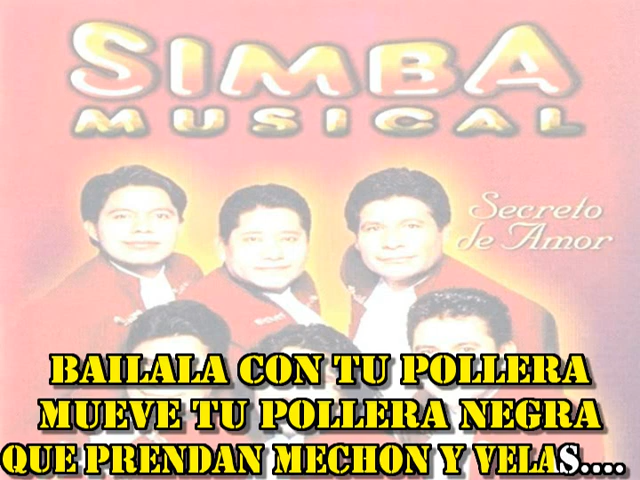 SIMBA
MUSICAL
Secreto
de Amor
BAILALA CON TU POLLERA
MUEVE TU POLLERA NEGRA
QUE PRENDAN MECHON Y VELAS....